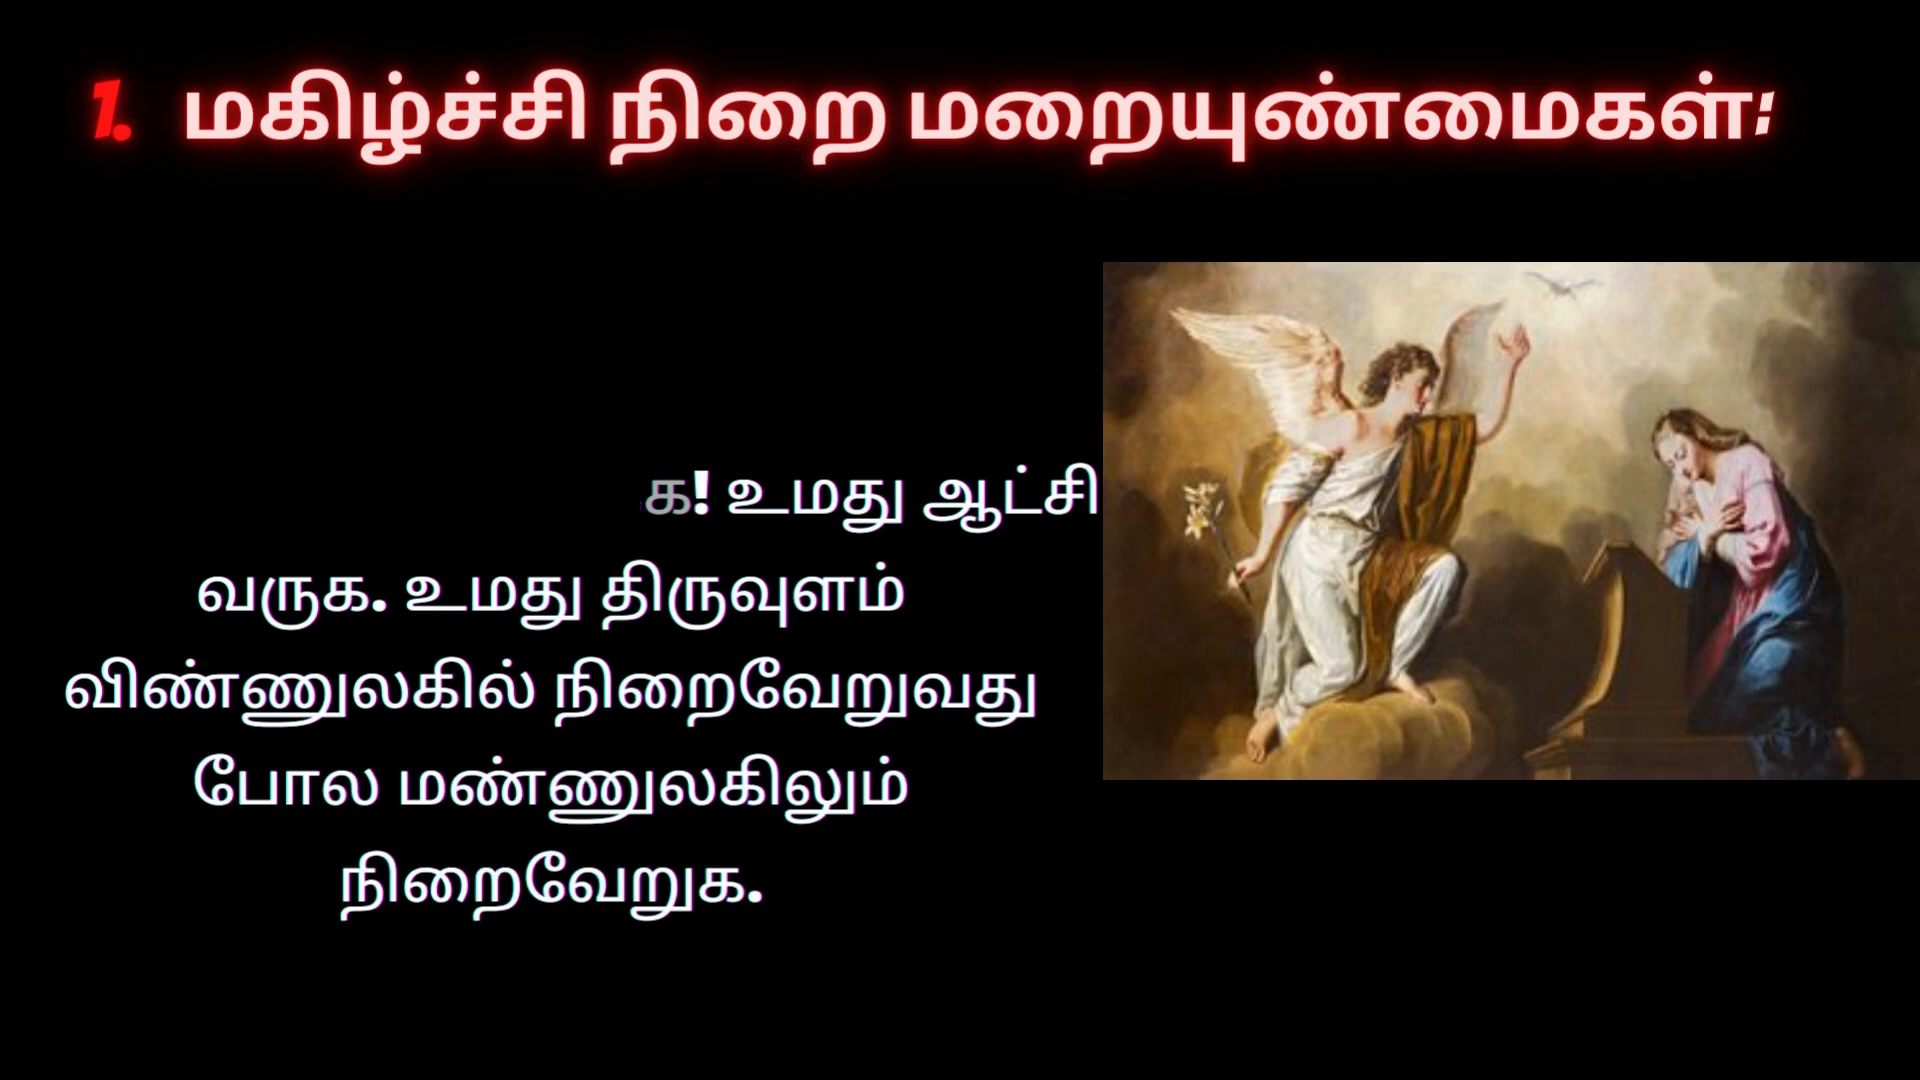 1. மகிழ்ச்சி நிறை மறையுண்மைகள்:
க! உமது ஆட்சி
வருக. உமது திருவுளம்
விண்ணுலகில் நிறைவேறுவது
போல மண்ணுலகிலும்
நிறைவேறுக.